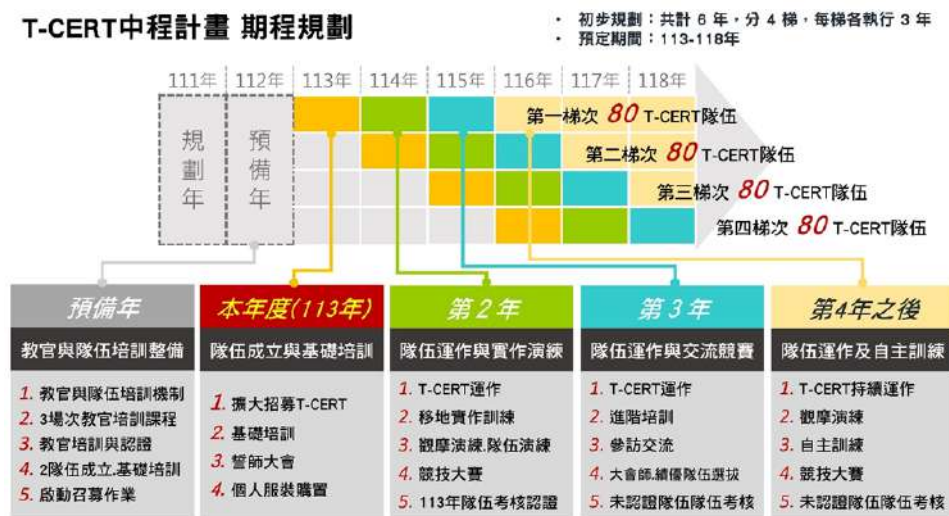 T-CERT中程計畫 期程規劃
• 初步規劃：共計 6 年，分 4 梯，每梯各執行 3 年
• 預定期間：113-118年
111年 112年 113年 114年 115年 116年 117年 118年
規劃年
預備年
第一梯次 80 T-CERT隊伍
第二梯次 80 T-CERT隊伍
第三梯次 80 T-CERT隊伍
第四梯次 80 T-CERT隊伍
預備年
教官與隊伍培訓整備
1. 教官與隊伍培訓機制
2. 3場次教官培訓課程
3. 教官培訓與認證
4. 2隊伍成立.基礎培訓
5. 啟動召募作業
本年度(113年)
隊伍成立與基礎培訓
1. 擴大招募T-CERT
2. 基礎培訓
3. 誓師大會
4. 個人服裝購置
第2年
隊伍運作與實作演練
1. T-CERT運作
2. 移地實作訓練
3. 觀摩演練.隊伍演練
4. 競技大賽
5. 113年隊伍考核認證
第3年
隊伍運作與交流競賽
1. T-CERT運作
2. 進階培訓
3. 參訪交流
4. 大會師.績優隊伍選拔
5. 未認證隊伍隊伍考核
第4年之後
隊伍運作及自主訓練
1. T-CERT持續運作
2. 觀摩演練
3. 自主訓練
4. 競技大賽
5. 未認證隊伍隊伍考核